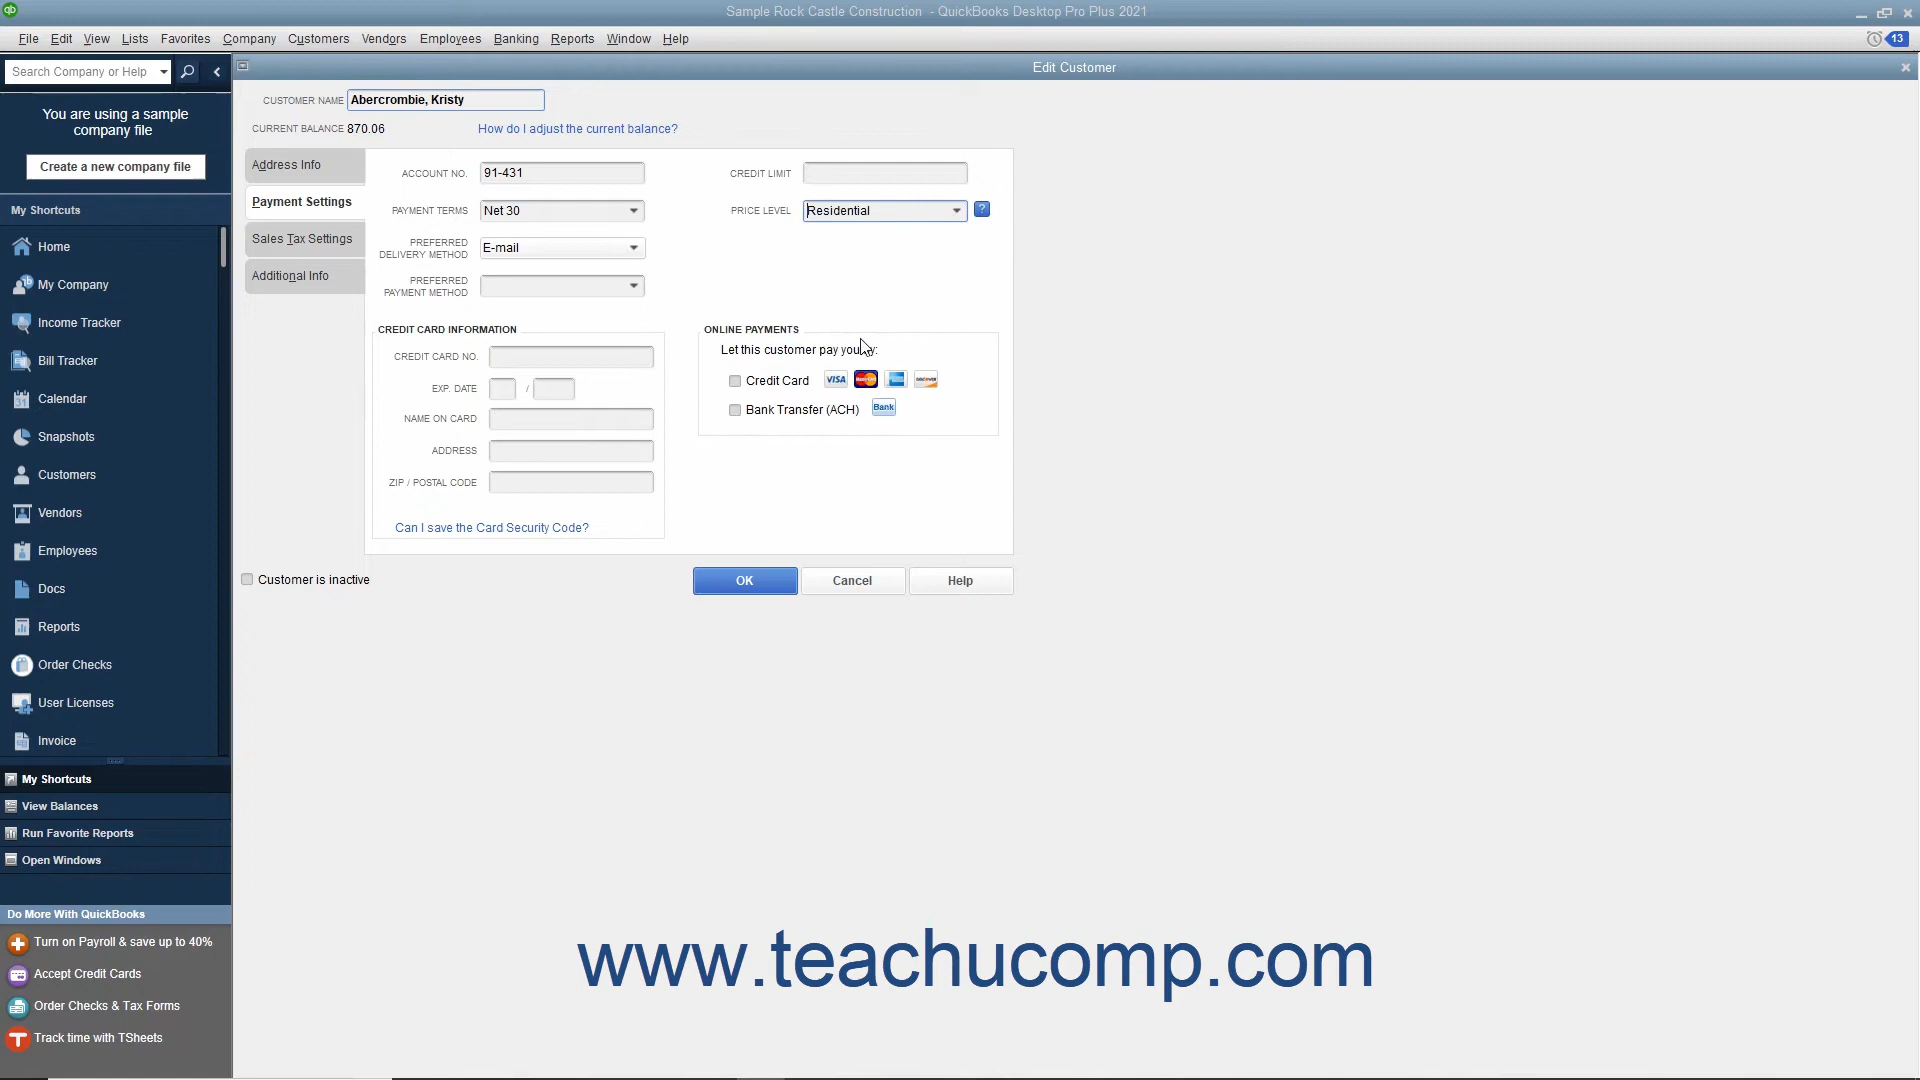 Sample Rock Castle Construction - QuickBooks Desktop Pro Plus 2021
File Edit View Lists Favorites Company Customers Vendors Employees Banking Reports Window Help
13
Search Company or Help
Edit Customer
You are using a sample
company file
Create a new company file
My Shortcuts
Home
My Company
Income Tracker
Bill Tracker
Calendar
Snapshots
Customers
Vendors
Employees
Docs
Reports
Order Checks
User Licenses
Invoice
My Shortcuts
View Balances
Run Favorite Reports
Open Windows
Do More With QuickBooks
Turn on Payroll & save up to 40%
Accept Credit Cards
Order Checks & Tax Forms
Track time with TSheets
CUSTOMER NAME Abercrombie, Kristy
CURRENT BALANCE 870.06 How do I adjust the current balance?
Address Info
Payment Settings
Sales Tax Settings
Additional Info
ACCOUNT NO. 91-431
PAYMENT TERMS Net 30
PREFERRED
DELIVERY METHOD E-mail
PREFERRED
PAYMENT METHOD
CREDIT LIMIT
PRICE LEVEL Residential ?
CREDIT CARD INFORMATION
CREDIT CARD NO.
EXP. DATE /
NAME ON CARD
ADDRESS
ZIP / POSTAL CODE
Can I save the Card Security Code?
ONLINE PAYMENTS
Let this customer pay you
Credit Card VISA MasterCard DISCOVER
Bank Transfer (ACH) Bank
Customer is inactive
OK Cancel Help
www.teachucomp.com